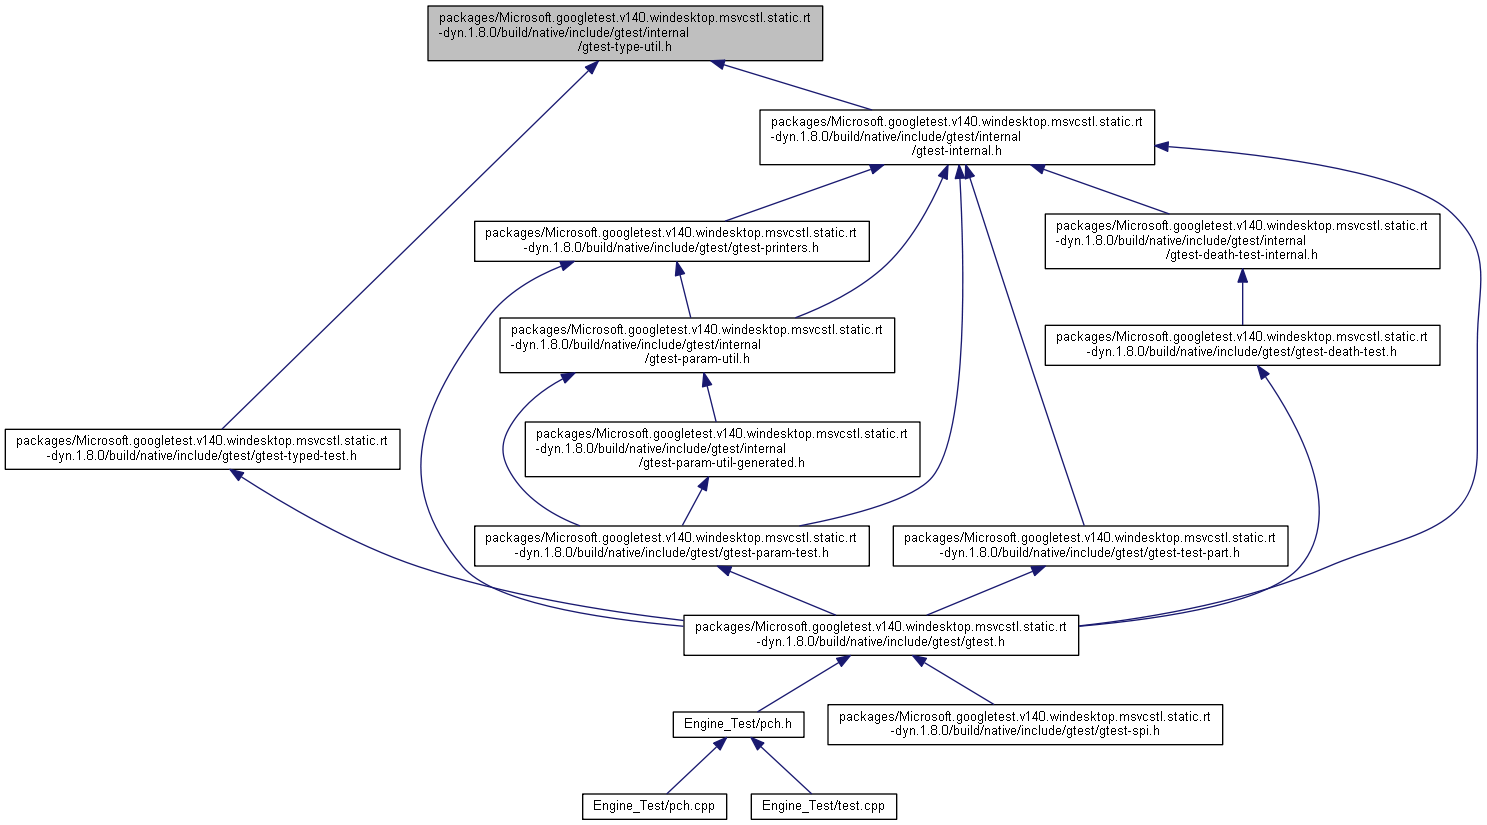 packages/Microsoft.googletest.v140.windesktop.msvcstl.static.rt
-dyn.1.8.0/build/native/include/gtest/internal
/gtest-type-util.h
packages/Microsoft.googletest.v140.windesktop.msvcstl.static.rt
-dyn.1.8.0/build/native/include/gtest/internal
/gtest-internal.h
packages/Microsoft.googletest.v140.windesktop.msvcstl.static.rt
-dyn.1.8.0/build/native/include/gtest/gtest-printers.h
packages/Microsoft.googletest.v140.windesktop.msvcstl.static.rt
-dyn.1.8.0/build/native/include/gtest/internal
/gtest-death-test-internal.h
packages/Microsoft.googletest.v140.windesktop.msvcstl.static.rt
-dyn.1.8.0/build/native/include/gtest/internal
/gtest-param-util.h
packages/Microsoft.googletest.v140.windesktop.msvcstl.static.rt
-dyn.1.8.0/build/native/include/gtest/gtest-death-test.h
packages/Microsoft.googletest.v140.windesktop.msvcstl.static.rt
-dyn.1.8.0/build/native/include/gtest/gtest-typed-test.h
packages/Microsoft.googletest.v140.windesktop.msvcstl.static.rt
-dyn.1.8.0/build/native/include/gtest/internal
/gtest-param-util-generated.h
packages/Microsoft.googletest.v140.windesktop.msvcstl.static.rt
-dyn.1.8.0/build/native/include/gtest/gtest-param-test.h
packages/Microsoft.googletest.v140.windesktop.msvcstl.static.rt
-dyn.1.8.0/build/native/include/gtest/gtest-test-part.h
packages/Microsoft.googletest.v140.windesktop.msvcstl.static.rt
-dyn.1.8.0/build/native/include/gtest/gtest.h
Engine_Test/pch.h
packages/Microsoft.googletest.v140.windesktop.msvcstl.static.rt
-dyn.1.8.0/build/native/include/gtest/gtest-spi.h
Engine_Test/pch.cpp
Engine_Test/test.cpp